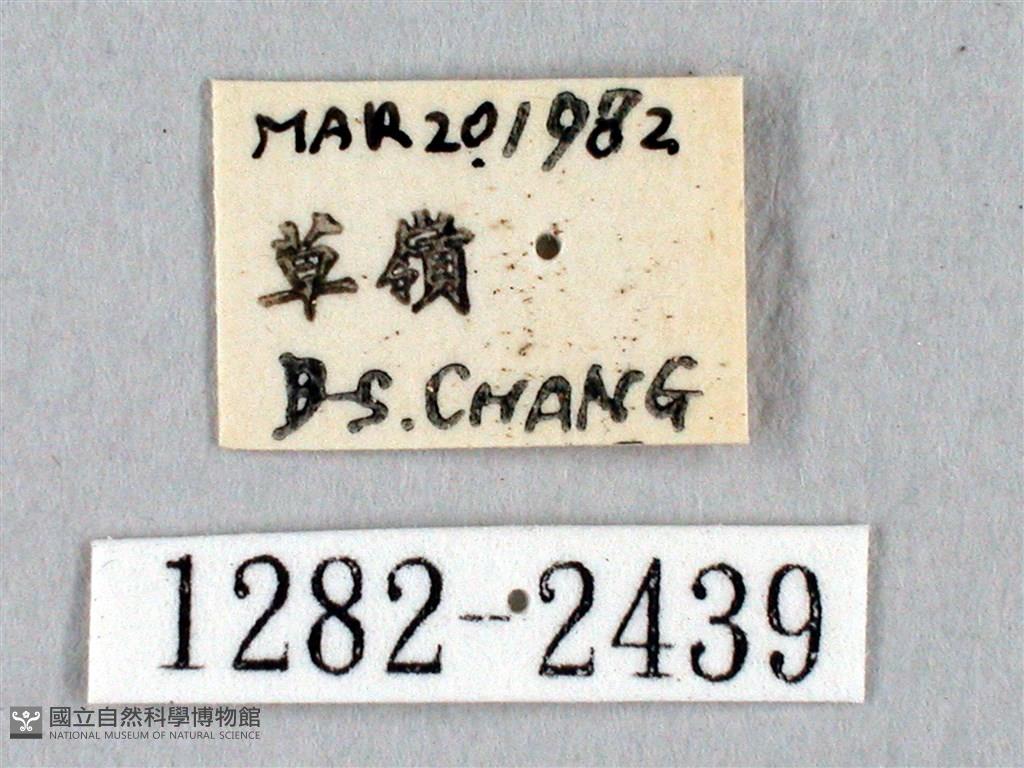 MAR 20. 1982
草嶺
B-S. CHANG
1282-2439
國立自然科學博物館
NATIONAL MUSEUM OF NATURAL SCIENCE